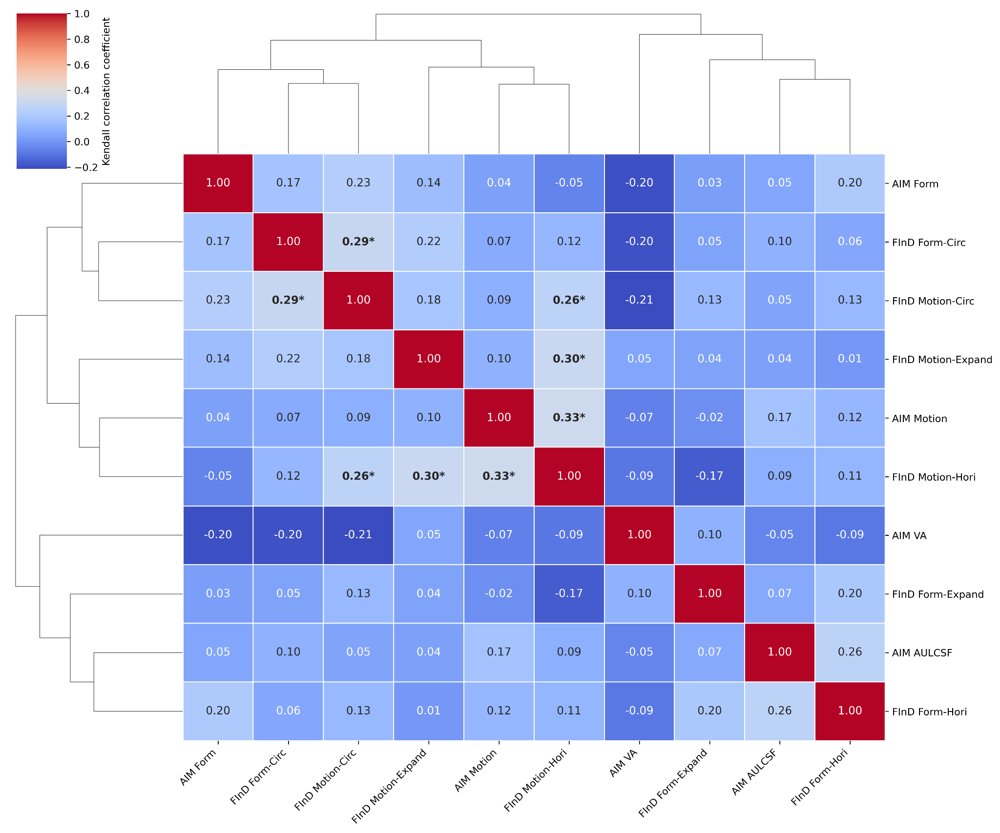 1.0
0.8
0.6
0.4
0.2
0.0
−0.2
Kendall correlation coefficient
1.00 0.17 0.23 0.14 0.04 -0.05 -0.20 0.03 0.05 0.20 AIM Form
0.17 1.00 0.29* 0.22 0.07 0.12 -0.20 0.05 0.10 0.06 FInD Form-Circ
0.23 0.29* 1.00 0.18 0.09 0.26* -0.21 0.13 0.05 0.13 FInD Motion-Circ
0.14 0.22 0.18 1.00 0.10 0.30* 0.05 0.04 0.04 0.01 FInD Motion-Expand
0.04 0.07 0.09 0.10 1.00 0.33* -0.07 -0.02 0.17 0.12 AIM Motion
-0.05 0.12 0.26* 0.30* 0.33* 1.00 -0.09 -0.17 0.09 0.11 FInD Motion-Hori
-0.20 -0.20 -0.21 0.05 -0.07 -0.09 1.00 0.10 -0.05 -0.09 AIM VA
0.03 0.05 0.13 0.04 -0.02 -0.17 0.10 1.00 0.07 0.20 FInD Form-Expand
0.05 0.10 0.05 0.04 0.17 0.09 -0.05 0.07 1.00 0.26 AIM AULCSF
0.20 0.06 0.13 0.01 0.12 0.11 -0.09 0.20 0.26 1.00 FInD Form-Hori
AIM Form
FInD Form-Circ
FInD Motion-Circ
FInD Motion-Expand
AIM Motion
FInD Motion-Hori
AIM VA
FInD Form-Expand
AIM AULCSF
FInD Form-Hori